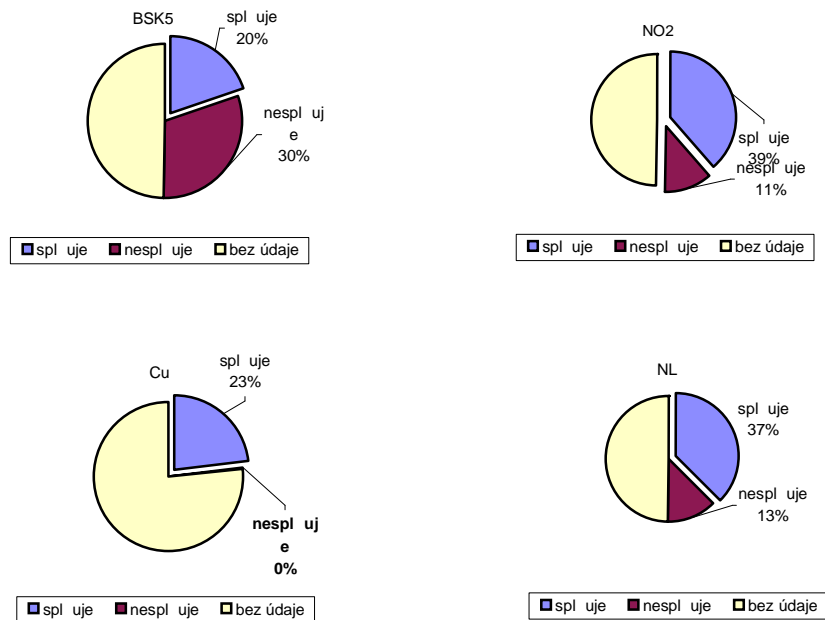 BSK5
spl uje
20%
nespl uj
e
30%
spl uje nespl uje bez údaje
NO2
spl uje
39%
nespl uje
11%
spl uje nespl uje bez údaje
Cu
spl uje
23%
nespl uj
e
0%
spl uje nespl uje bez údaje
NL
spl uje
37%
nespl uje
13%
spl uje nespl uje bez údaje